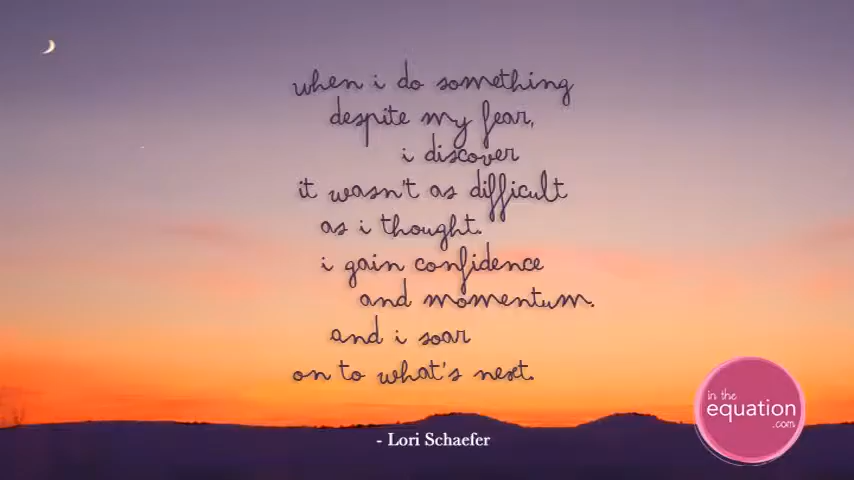 when i do something
despite my fear,
i discover
it wasn't as difficult
as i thought.
i gain confidence
and momentum.
and i soar
on to what's next.
- Lori Schaefer
in the
equation
.com